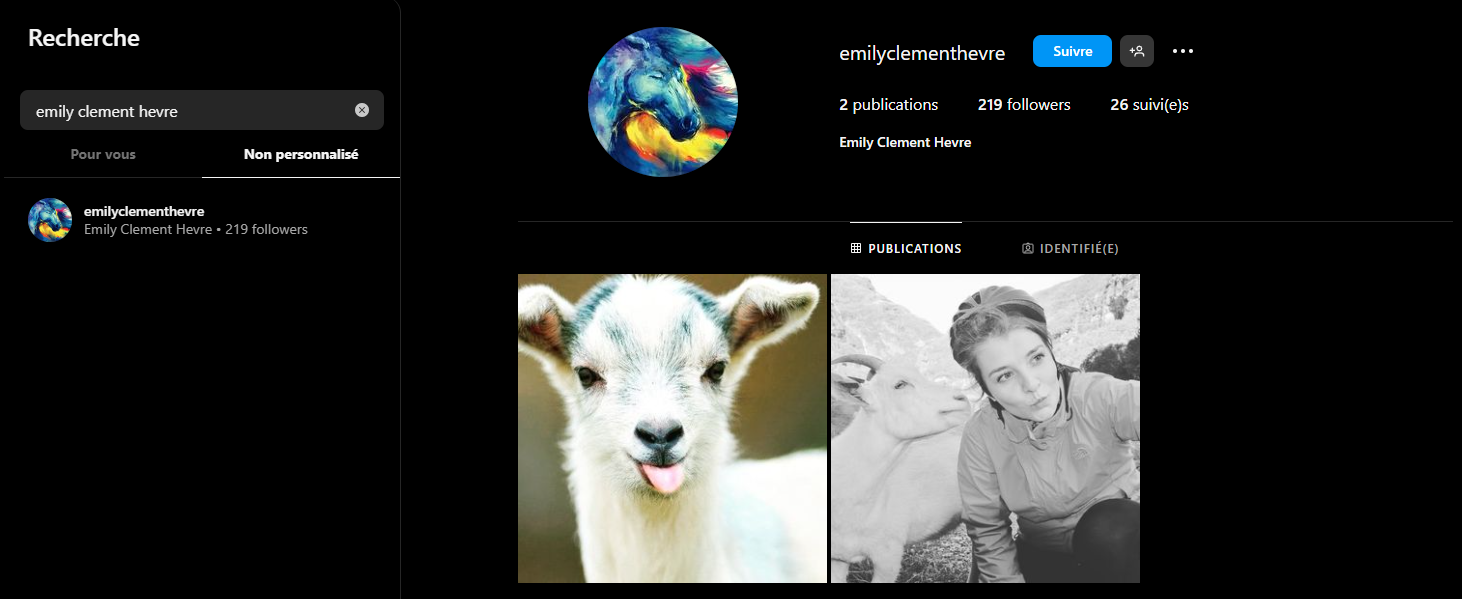 Recherche
emily clement hevre
Pour vous
Non personnalisé
emilyclementhevre
Emily Clement Hevre • 219 followers
emilyclementhevre
Suivre
2 publications 219 followers 26 suivi(e)s
Emily Clement Hevre
PUBLICATIONS
IDENTIFIÉ(E)